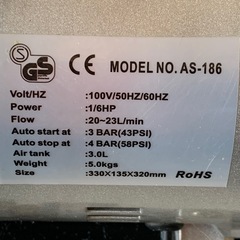 S GS CE MODEL NO. AS-186
Volt/HZ :100V/50HZ/60HZ
Power :1/6HP
Flow :20~23L/min
Auto start at :3 BAR(43PSI)
Auto stop at :4 BAR(58PSI)
Air tank :3.0L
Weight :5.0kgs
Size :330X135X320mm RoHS